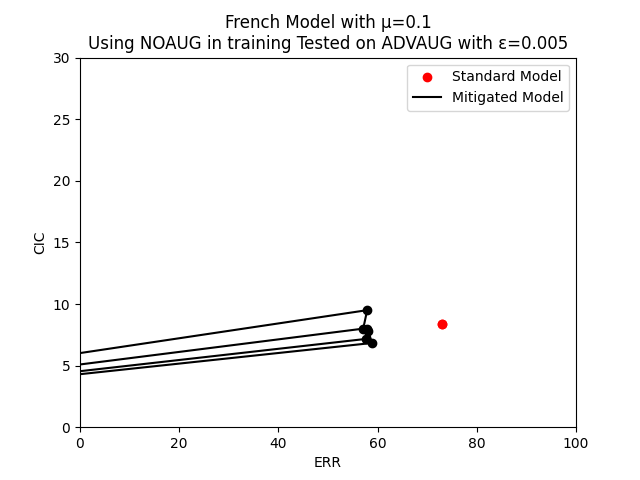 French Model with μ=0.1
Using NOAUG in training Tested on ADVAUG with ε=0.005
Standard Model
Mitigated Model
30
25
20
15
10
5
0
CIC
0 20 40 60 80 100
ERR